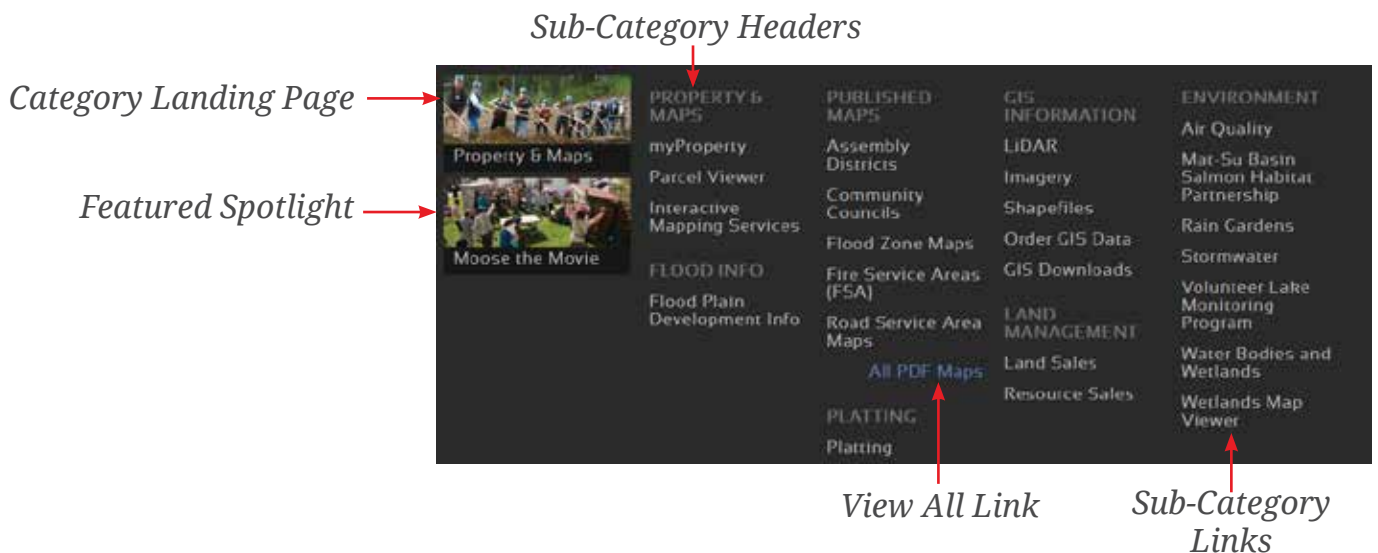 Sub-Category Headers
Category Landing Page
Featured Spotlight
Property & Maps
Moose the Movie
PROPERTY &
MAPS
myProperty
Parcel Viewer
Interactive
Mapping Services
FLOOD INFO
Flood Plain
Development Info
PUBLISHED
MAPS
Assembly
Districts
Community
Councils
Flood Zone Maps
Fire Service Areas
(FSA)
Road Service Area
Maps
All PDF Maps
PLATTING
Platting
GIS
INFORMATION
LiDAR
Imagery
Shapefiles
Order GIS Data
GIS Downloads
LAND
MANAGEMENT
Land Sales
Resource Sales
ENVIRONMENT
Air Quality
Mat-Su Basin
Salmon Habitat
Partnership
Rain Gardens
Stormwater
Volunteer Lake
Monitoring
Program
Water Bodies and
Wetlands
Wetlands Map
Viewer
View All Link
Sub-Category
Links